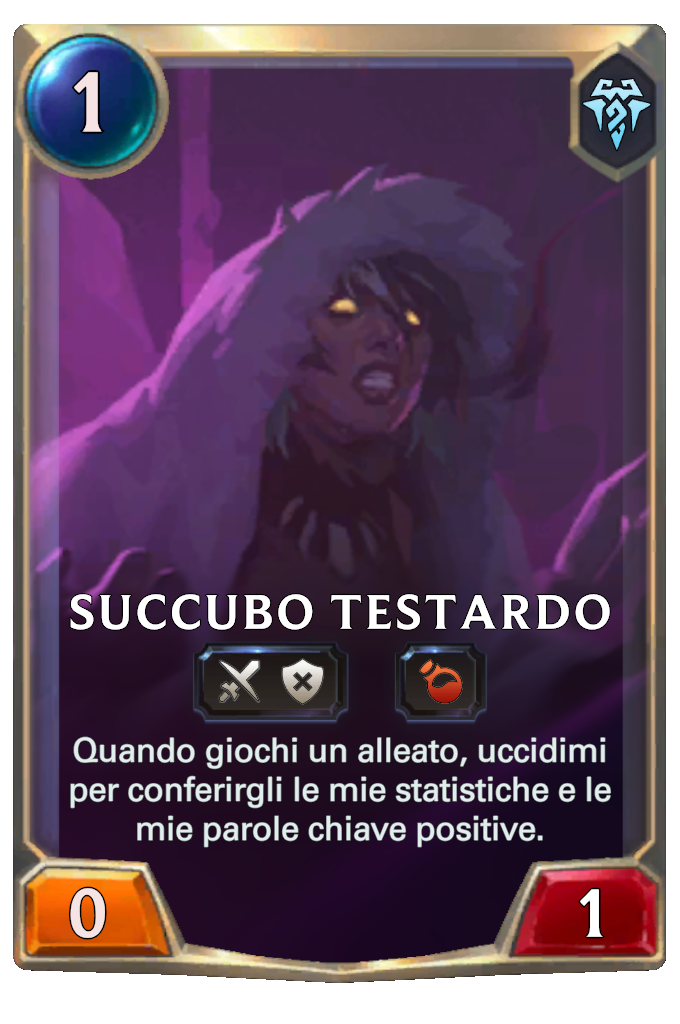 1
SUCCUBO TESTARDO
Quando giochi un alleato, uccidimi
per conferirgli le mie statistiche e le
mie parole chiave positive.
0
1